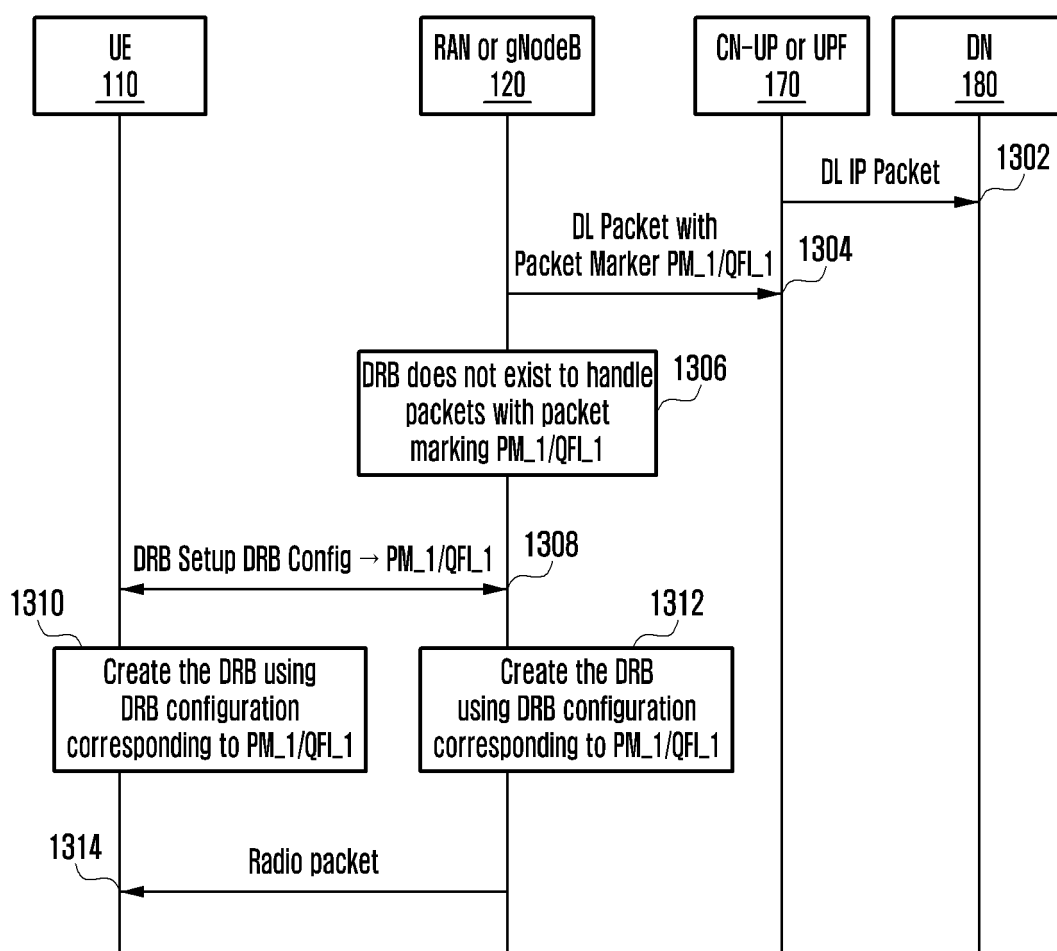 UE
110
RAN or gNodeB
120
CN-UP or UPF
170
DN
180
1302
DL IP Packet
DL Packet with
Packet Marker PM_1/QFI_1
1304
DRB does not exist to handle
packets with packet
marking PM_1/QFI_1
1306
DRB Setup DRB Config → PM_1/QFI_1
1308
1310
Create the DRB using
DRB configuration
corresponding to PM_1/QFI_1
1312
Create the DRB
using DRB configuration
corresponding to PM_1/QFI_1
1314
Radio packet